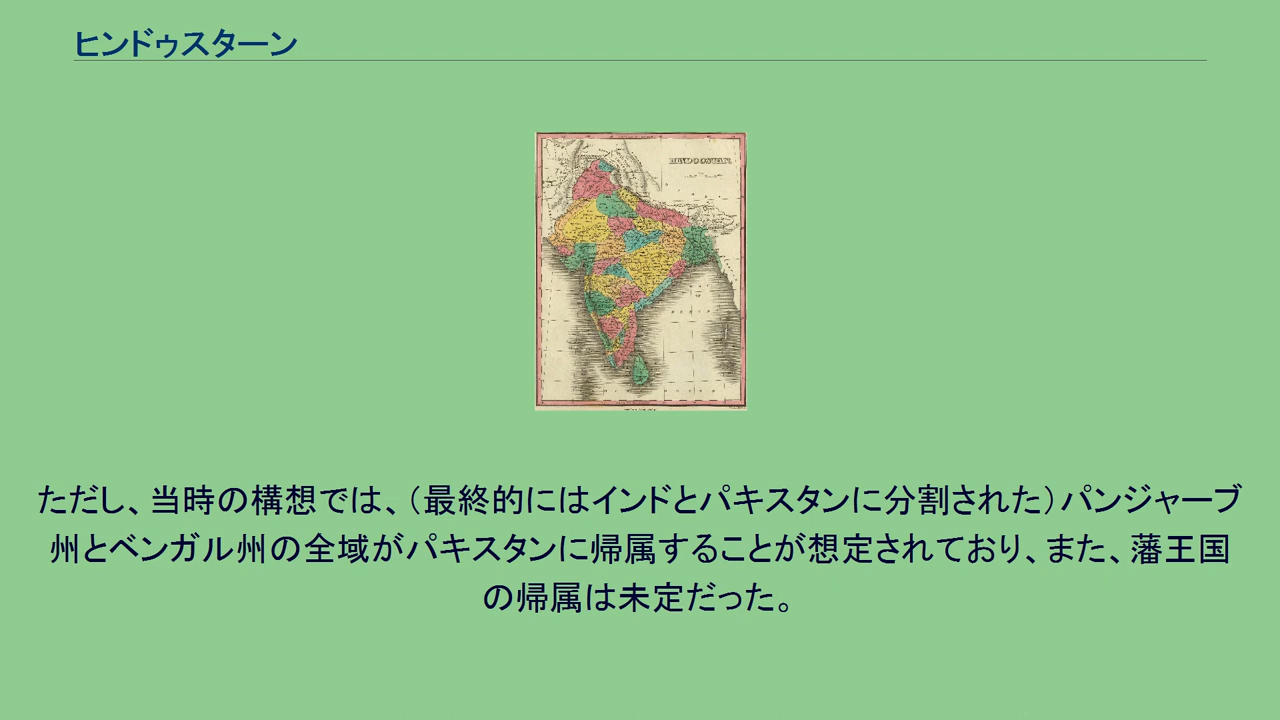 ヒンドゥスターン
HINDOOSTAN.
ただし、当時の構想では、（最終的にはインドとパキスタンに分割された）パンジャーブ
州とベンガル州の全域がパキスタンに帰属することが想定されており、また、藩王国
の帰属は未定だった。